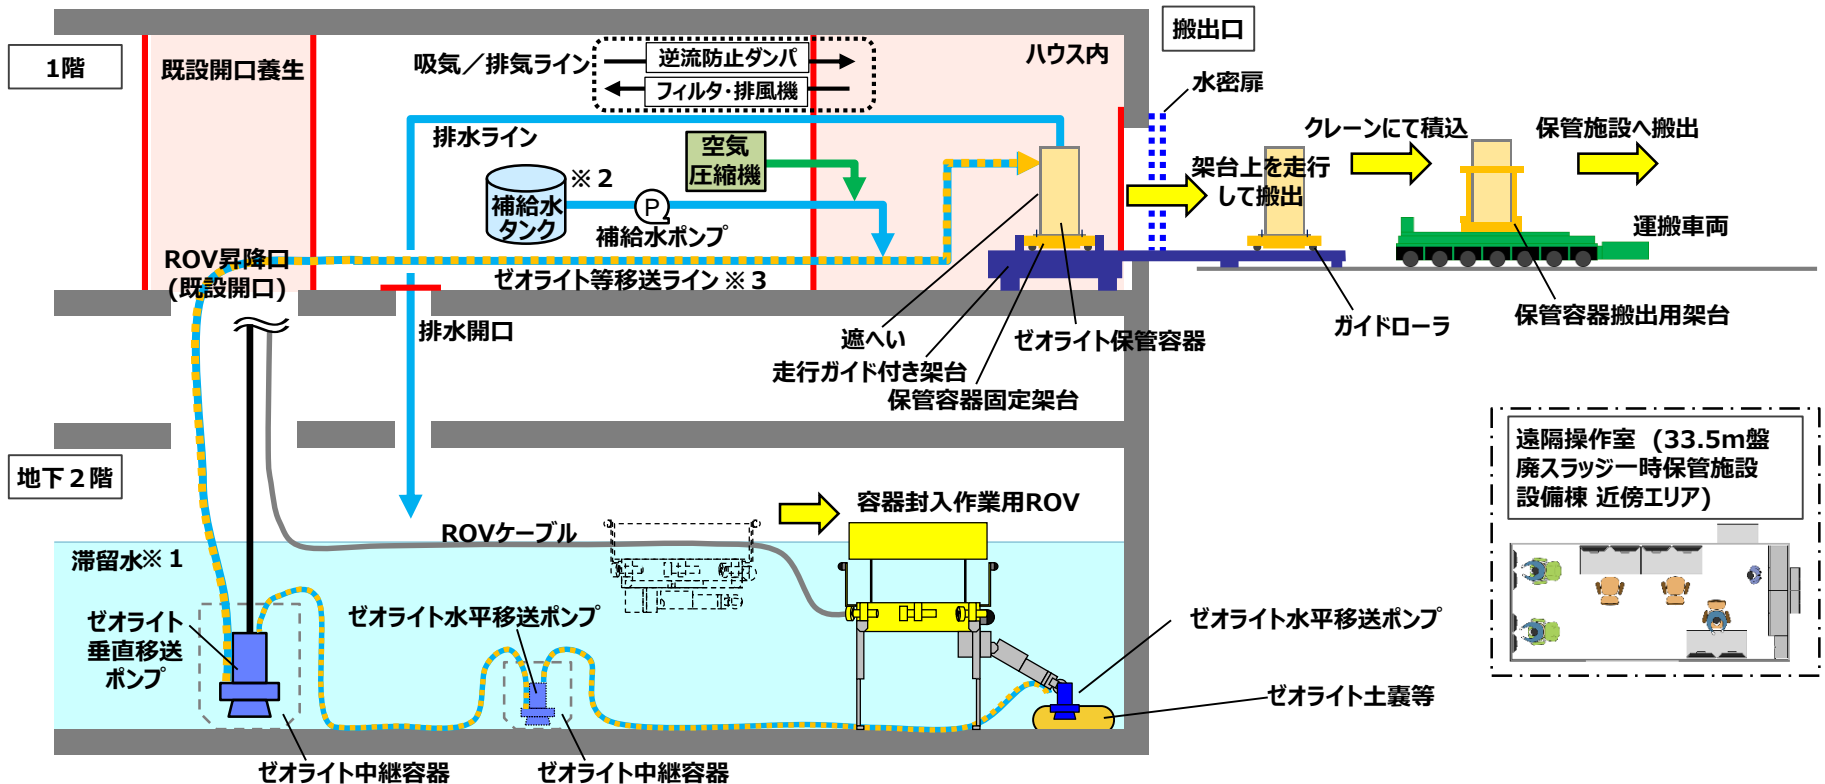 1階
既設開口養生
吸気／排気ライン
逆流防止ダンパ
フィルタ・排風機
ハウス内
搬出口
水密扉
排水ライン
空気
圧縮機
※２
補給水
タンク
P
補給水ポンプ
架台上を走行
して搬出
クレーンにて積込
保管施設へ搬出
運搬車両
ROV昇降口
(既設開口)
ゼオライト等移送ライン※３
排水開口
遮へい
ゼオライト保管容器
走行ガイド付き架台
保管容器固定架台
ガイドローラ
保管容器搬出用架台
地下２階
遠隔操作室 (33.5m盤
廃スラッジ一時保管施設
設備棟 近傍エリア)
容器封入作業用ROV
ROVケーブル
滞留水※１
ゼオライト
垂直移送
ポンプ
ゼオライト水平移送ポンプ
ゼオライト水平移送ポンプ
ゼオライト土嚢等
ゼオライト中継容器
ゼオライト中継容器